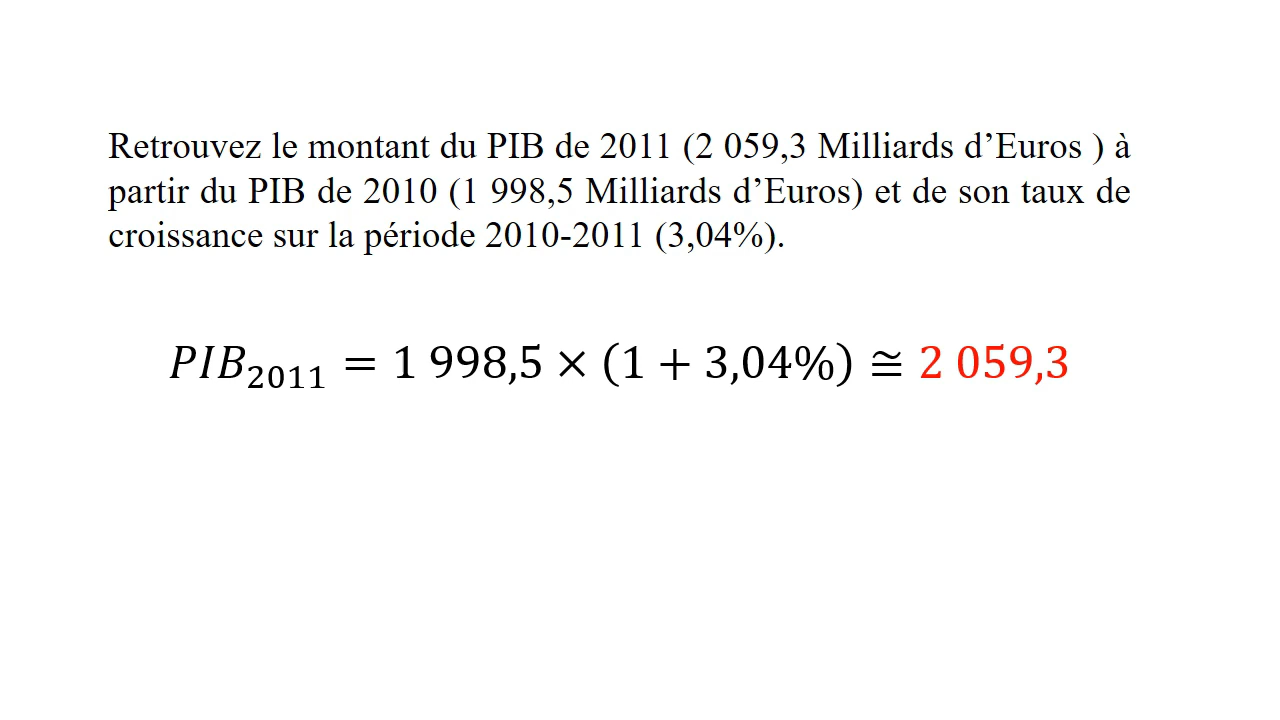 Retrouvez le montant du PIB de 2011 (2 059,3 Milliards d’Euros ) à
partir du PIB de 2010 (1 998,5 Milliards d’Euros) et de son taux de
croissance sur la période 2010-2011 (3,04%).
𝑃𝐼𝐵₂₀₁₁ = 1 998,5 × (1 + 3,04%) ≅ 2 059,3